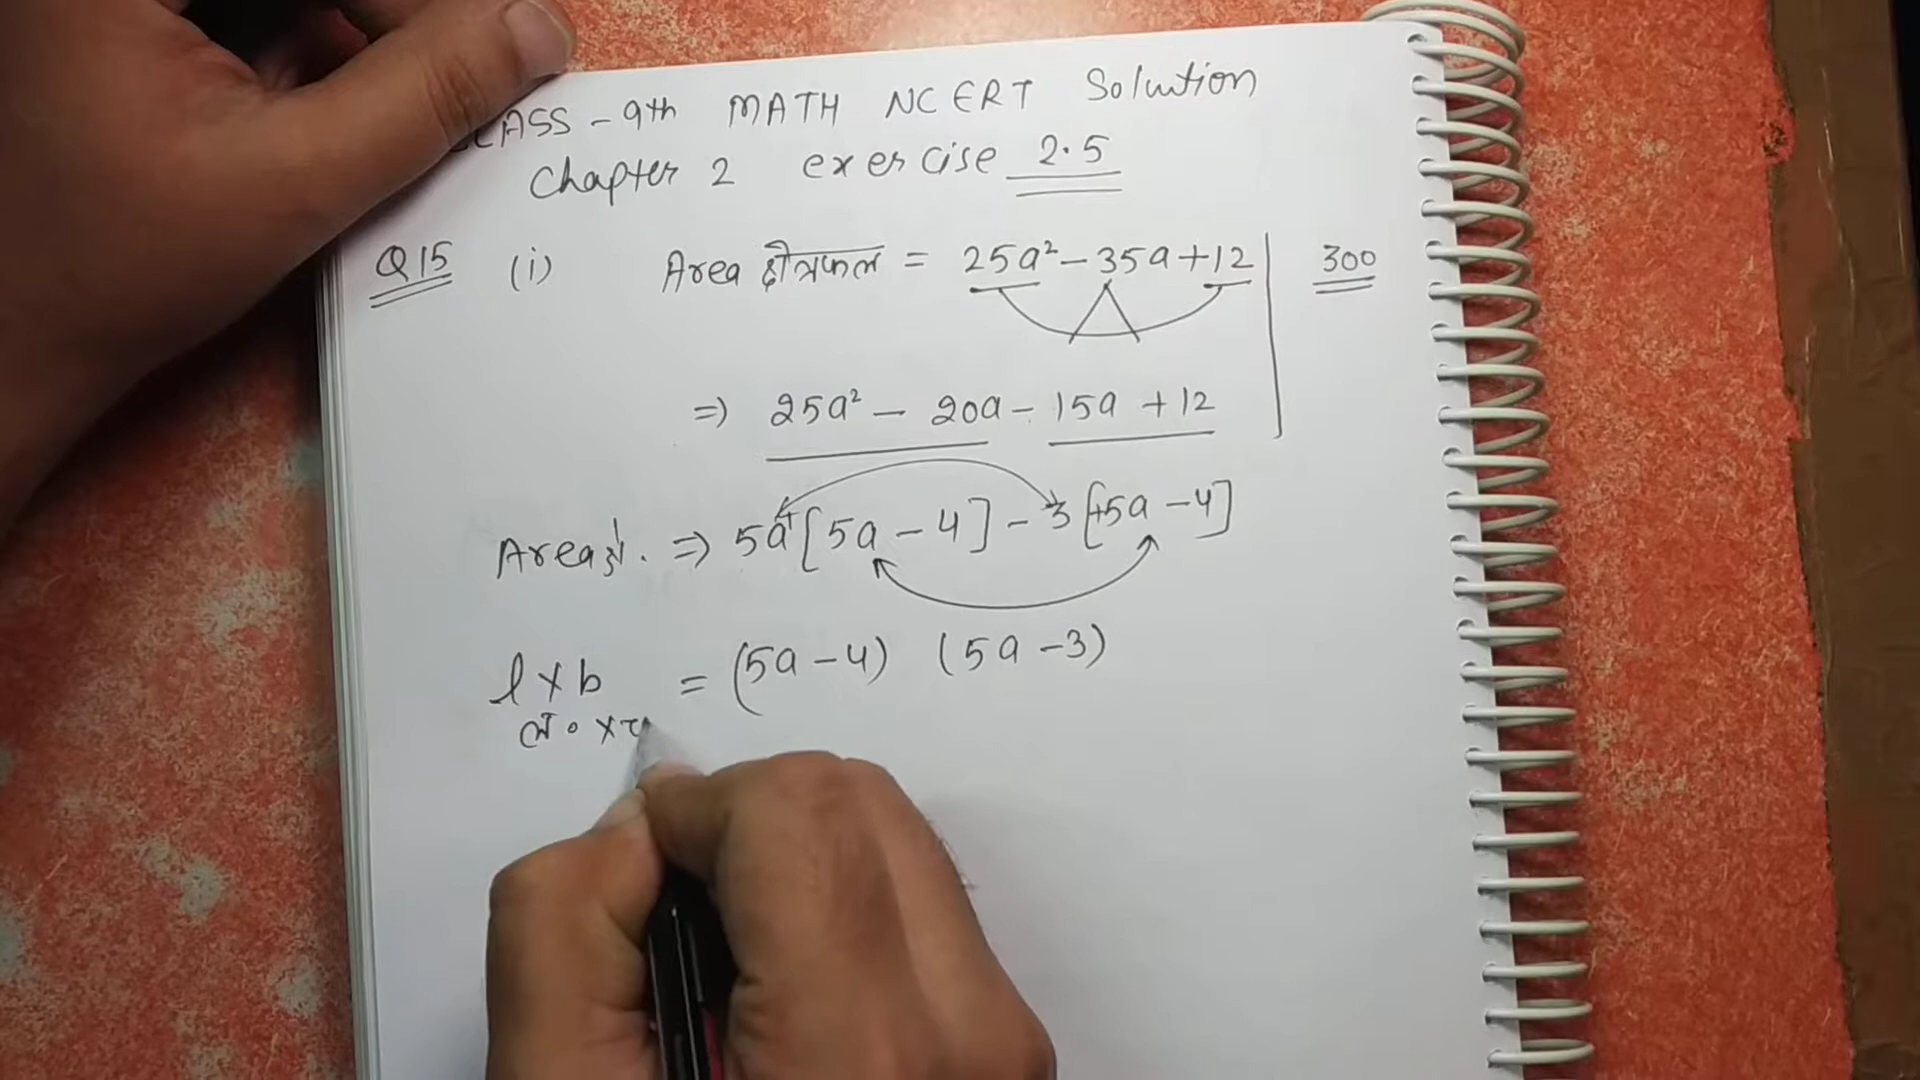 CLASS - 9th MATH NCERT Solution
Chapter 2 exercise 2.5
Q15 (i) Area क्षेत्रफल = 25a² - 35a + 12 | 300
=) 25a² - 20a - 15a + 12
Area क्षे. => 5a⁺[5a - 4] - 3[+5a - 4]
l × b = (5a - 4) (5a - 3)
ल० ×